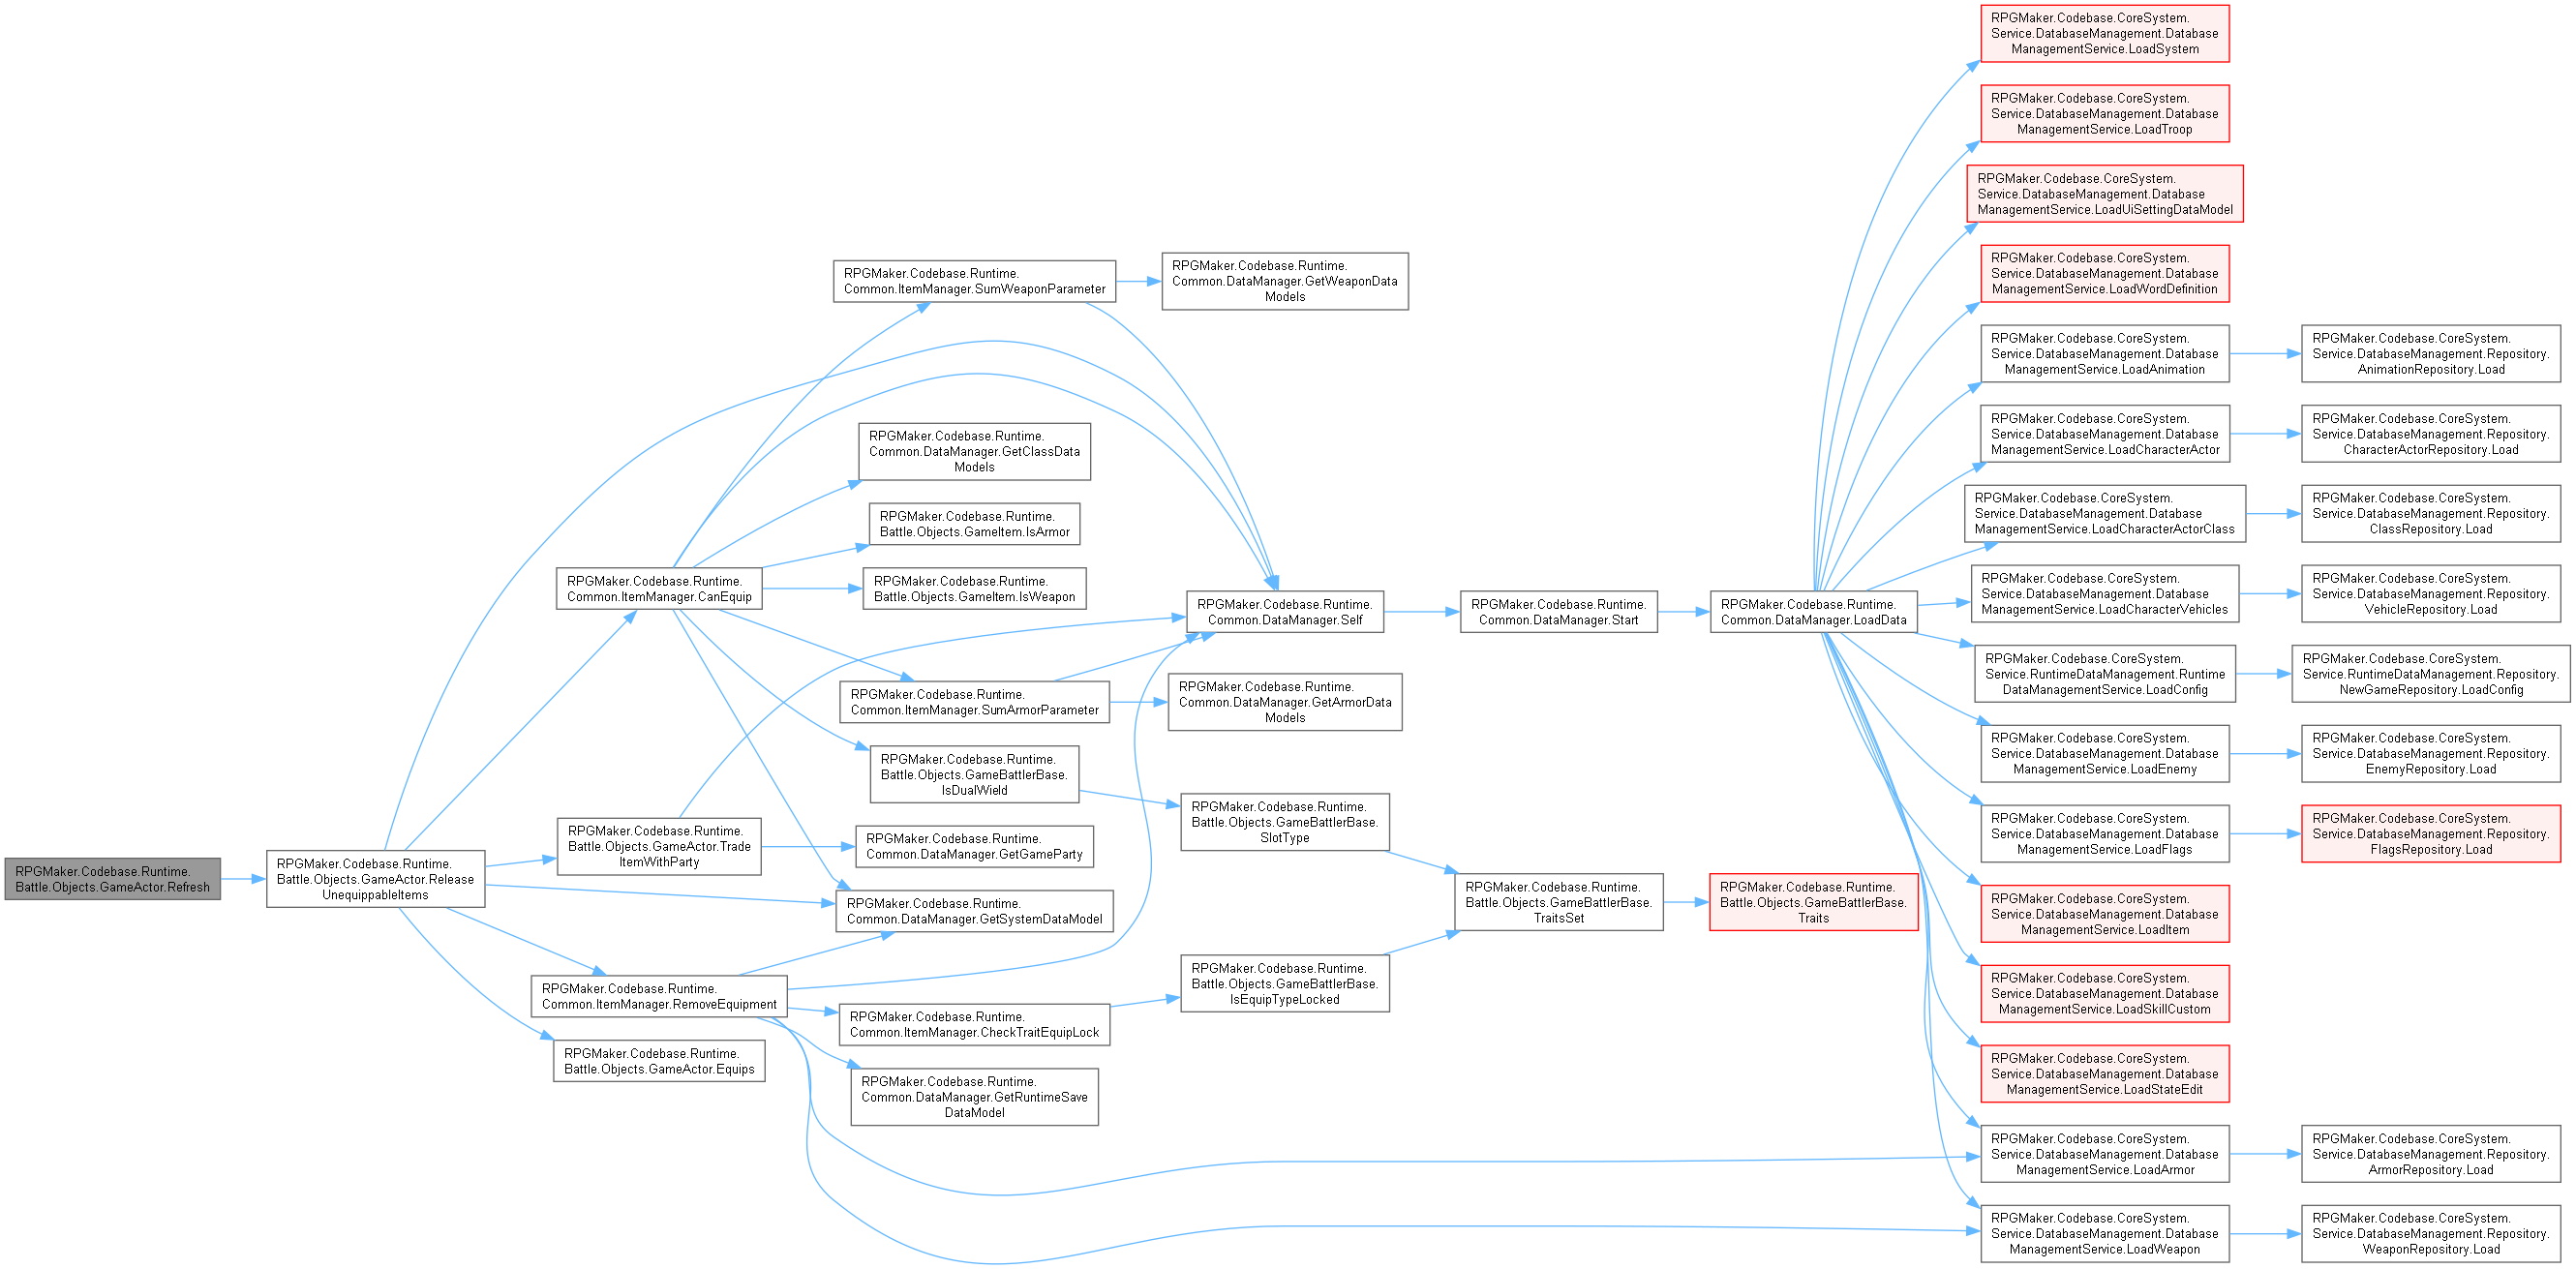 RPGMaker.Codebase.Runtime.
Battle.Objects.GameActor.Refresh
RPGMaker.Codebase.Runtime.
Battle.Objects.GameActor.Release
UnequippableItems
RPGMaker.Codebase.Runtime.
Common.ItemManager.CanEquip
RPGMaker.Codebase.Runtime.
Battle.Objects.GameActor.Trade
ItemWithParty
RPGMaker.Codebase.Runtime.
Common.ItemManager.RemoveEquipment
RPGMaker.Codebase.Runtime.
Battle.Objects.GameActor.Equips
RPGMaker.Codebase.Runtime.
Common.ItemManager.SumWeaponParameter
RPGMaker.Codebase.Runtime.
Common.DataManager.GetClassData
Models
RPGMaker.Codebase.Runtime.
Battle.Objects.GameItem.IsArmor
RPGMaker.Codebase.Runtime.
Battle.Objects.GameItem.IsWeapon
RPGMaker.Codebase.Runtime.
Common.ItemManager.SumArmorParameter
RPGMaker.Codebase.Runtime.
Battle.Objects.GameBattlerBase.
IsDualWield
RPGMaker.Codebase.Runtime.
Common.DataManager.GetGameParty
RPGMaker.Codebase.Runtime.
Common.DataManager.GetSystemDataModel
RPGMaker.Codebase.Runtime.
Common.ItemManager.CheckTraitEquipLock
RPGMaker.Codebase.Runtime.
Common.DataManager.GetRuntimeSave
DataModel
RPGMaker.Codebase.Runtime.
Common.DataManager.GetWeaponData
Models
RPGMaker.Codebase.Runtime.
Common.DataManager.Self
RPGMaker.Codebase.Runtime.
Common.DataManager.GetArmorData
Models
RPGMaker.Codebase.Runtime.
Battle.Objects.GameBattlerBase.
SlotType
RPGMaker.Codebase.Runtime.
Battle.Objects.GameBattlerBase.
IsEquipTypeLocked
RPGMaker.Codebase.Runtime.
Common.DataManager.Start
RPGMaker.Codebase.Runtime.
Battle.Objects.GameBattlerBase.
TraitsSet
RPGMaker.Codebase.Runtime.
Common.DataManager.LoadData
RPGMaker.Codebase.Runtime.
Battle.Objects.GameBattlerBase.
Traits
RPGMaker.Codebase.CoreSystem.
Service.DatabaseManagement.Database
ManagementService.LoadSystem
RPGMaker.Codebase.CoreSystem.
Service.DatabaseManagement.Database
ManagementService.LoadTroop
RPGMaker.Codebase.CoreSystem.
Service.DatabaseManagement.Database
ManagementService.LoadUiSettingDataModel
RPGMaker.Codebase.CoreSystem.
Service.DatabaseManagement.Database
ManagementService.LoadWordDefinition
RPGMaker.Codebase.CoreSystem.
Service.DatabaseManagement.Database
ManagementService.LoadAnimation
RPGMaker.Codebase.CoreSystem.
Service.DatabaseManagement.Database
ManagementService.LoadCharacterActor
RPGMaker.Codebase.CoreSystem.
Service.DatabaseManagement.Database
ManagementService.LoadCharacterActorClass
RPGMaker.Codebase.CoreSystem.
Service.DatabaseManagement.Database
ManagementService.LoadCharacterVehicles
RPGMaker.Codebase.CoreSystem.
Service.RuntimeDataManagement.Runtime
DataManagementService.LoadConfig
RPGMaker.Codebase.CoreSystem.
Service.DatabaseManagement.Database
ManagementService.LoadEnemy
RPGMaker.Codebase.CoreSystem.
Service.DatabaseManagement.Database
ManagementService.LoadFlags
RPGMaker.Codebase.CoreSystem.
Service.DatabaseManagement.Database
ManagementService.LoadItem
RPGMaker.Codebase.CoreSystem.
Service.DatabaseManagement.Database
ManagementService.LoadSkillCustom
RPGMaker.Codebase.CoreSystem.
Service.DatabaseManagement.Database
ManagementService.LoadStateEdit
RPGMaker.Codebase.CoreSystem.
Service.DatabaseManagement.Database
ManagementService.LoadArmor
RPGMaker.Codebase.CoreSystem.
Service.DatabaseManagement.Database
ManagementService.LoadWeapon
RPGMaker.Codebase.CoreSystem.
Service.DatabaseManagement.Repository.
AnimationRepository.Load
RPGMaker.Codebase.CoreSystem.
Service.DatabaseManagement.Repository.
CharacterActorRepository.Load
RPGMaker.Codebase.CoreSystem.
Service.DatabaseManagement.Repository.
ClassRepository.Load
RPGMaker.Codebase.CoreSystem.
Service.DatabaseManagement.Repository.
VehicleRepository.Load
RPGMaker.Codebase.CoreSystem.
Service.RuntimeDataManagement.Repository.
NewGameRepository.LoadConfig
RPGMaker.Codebase.CoreSystem.
Service.DatabaseManagement.Repository.
EnemyRepository.Load
RPGMaker.Codebase.CoreSystem.
Service.DatabaseManagement.Repository.
FlagsRepository.Load
RPGMaker.Codebase.CoreSystem.
Service.DatabaseManagement.Repository.
ArmorRepository.Load
RPGMaker.Codebase.CoreSystem.
Service.DatabaseManagement.Repository.
WeaponRepository.Load